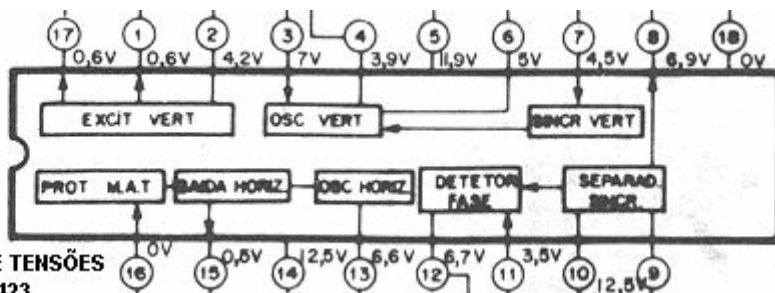 17 1 2 3 4 5 6 7 8 18
0,6V 0,6V 4,2V 7V 3,9V 11,9V 5V 4,5V 6,9V 0V
EXCIT VERT OSC VERT SINCR VERT
PROT M.A.T SAIDA HORIZ OSC HORIZ DETETOR FASE SEPARAD SINCR.
0V 0,5V 12,5V 6,6V 6,7V 3,5V 12,5V
16 15 14 13 12 11 10 9
E TENSÕES
123